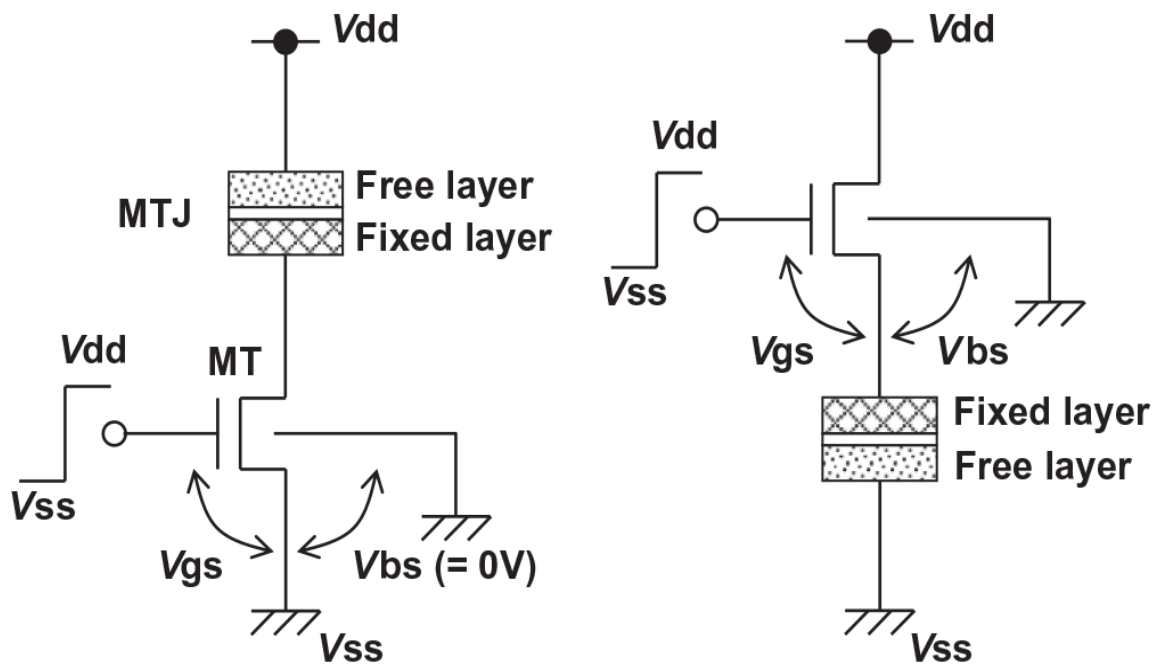 Vdd
Free layer
MTJ
Fixed layer
Vdd
MT
Vss
Vgs
Vbs (= 0V)
Vss
Vdd
Vdd
Vss
Vgs
Vbs
Fixed layer
Free layer
Vss